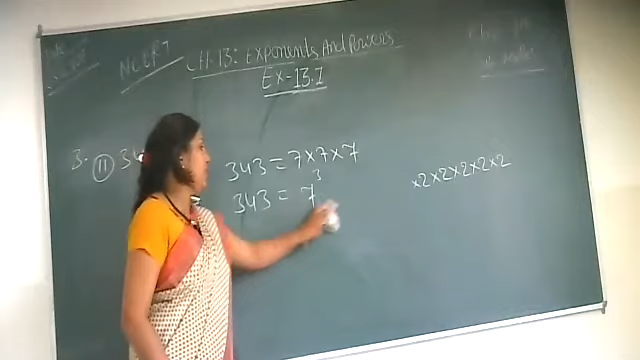 NCERT
CH-13: Exponents And Powers
Ex-13.1
3. (ii) 34
343 = 7×7×7
343 = 7³
×2×2×2×2×2